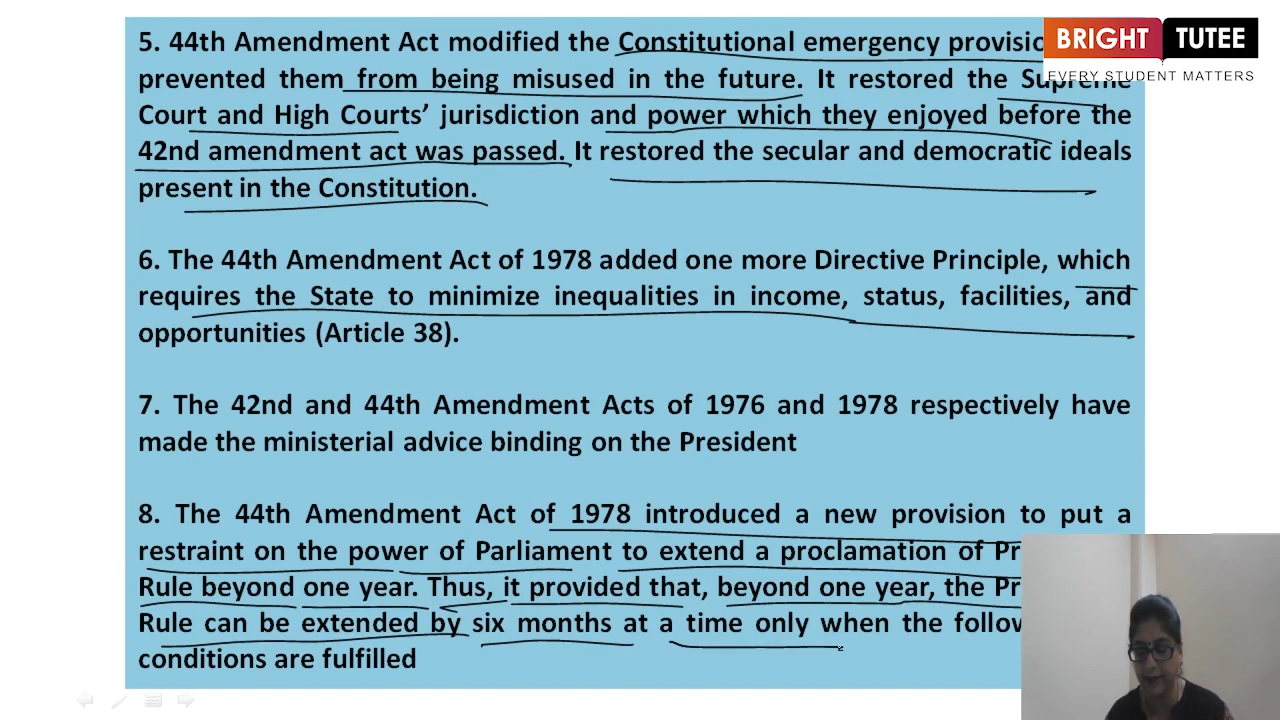 BRIGHT TUTEE
EVERY STUDENT MATTERS
5. 44th Amendment Act modified the Constitutional emergency
prevented them from being misused in the future. It restored the Supreme
Court and High Courts’ jurisdiction and power which they enjoyed before the
42nd amendment act was passed. It restored the secular and democratic ideals
present in the Constitution.
6. The 44th Amendment Act of 1978 added one more Directive Principle, which
requires the State to minimize inequalities in income, status, facilities, and
opportunities (Article 38).
7. The 42nd and 44th Amendment Acts of 1976 and 1978 respectively have
made the ministerial advice binding on the President
8. The 44th Amendment Act of 1978 introduced a new provision to put a
restraint on the power of Parliament to extend a proclamation of
Rule beyond one year. Thus, it provided that, beyond one year, the
Rule can be extended by six months at a time only when the
conditions are fulfilled